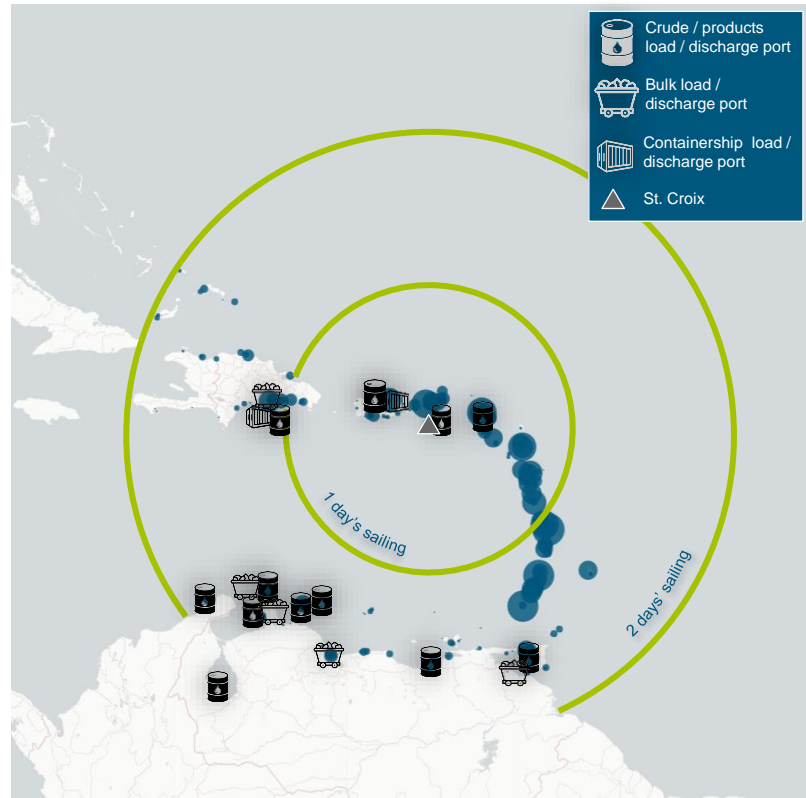 Crude / products
load / discharge port
Bulk load /
discharge port
Containership load /
discharge port
St. Croix
1 day's sailing
2 days' sailing